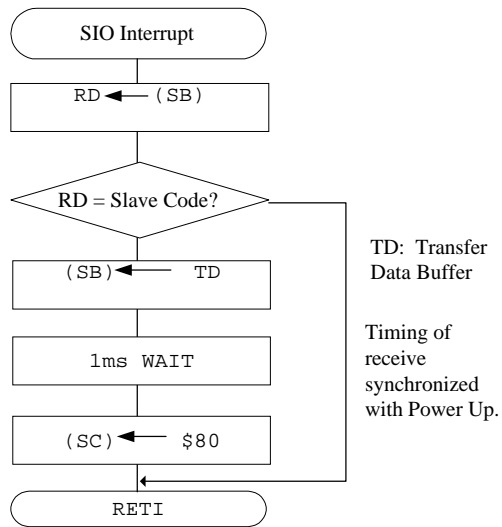 SIO Interrupt
RD (SB)
RD = Slave Code?
(SB) TD
1ms WAIT
(SC) $80
RETI
TD: Transfer
Data Buffer
Timing of
receive
synchronized
with Power Up.